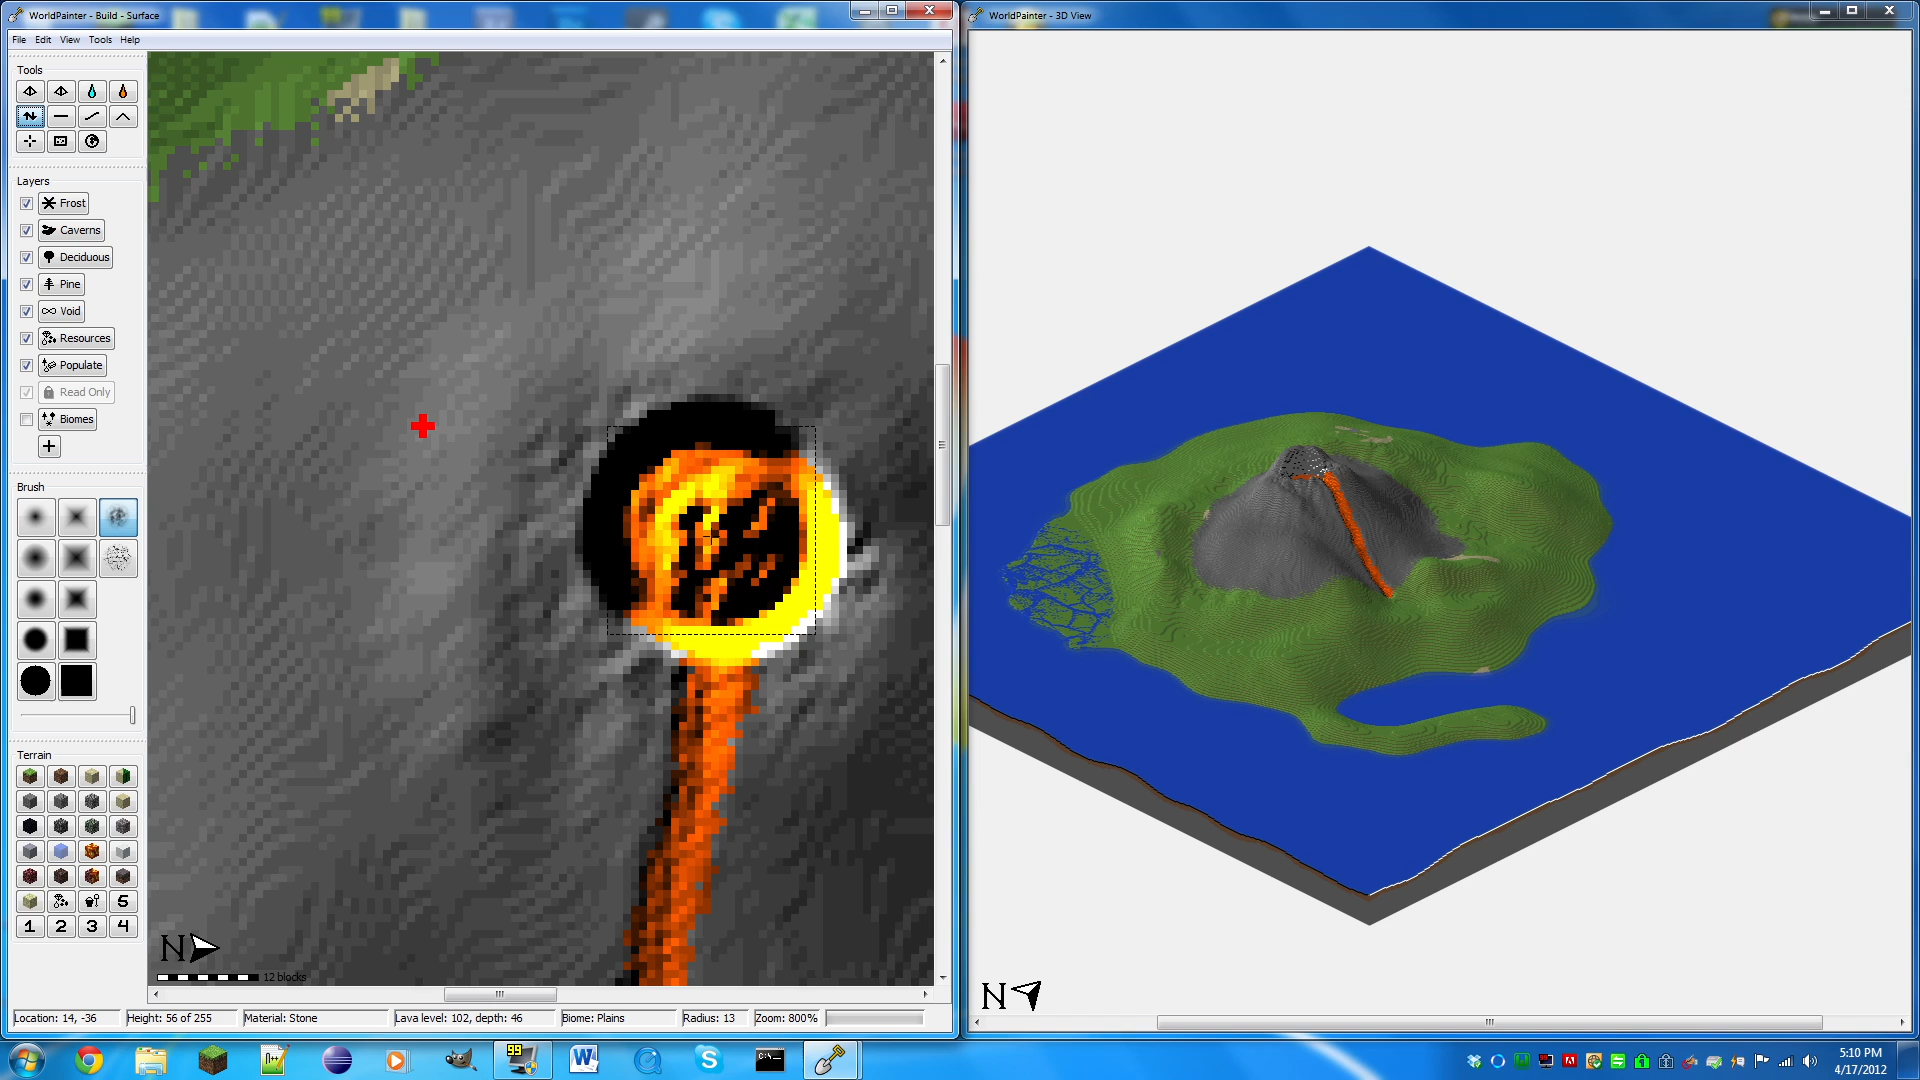 WorldPainter - Build - Surface
File Edit View Tools Help
Tools
Layers
Frost
Caverns
Deciduous
Pine
Void
Resources
Populate
Read Only
Biomes
Brush
Terrain
5
1 2 3 4
N
12 blocks
Location: 14, -36 Height: 56 of 255 Material: Stone Lava level: 102, depth: 46 Biome: Plains Radius: 13 Zoom: 800%
WorldPainter - 3D View
N
99
5:10 PM
4/17/2012